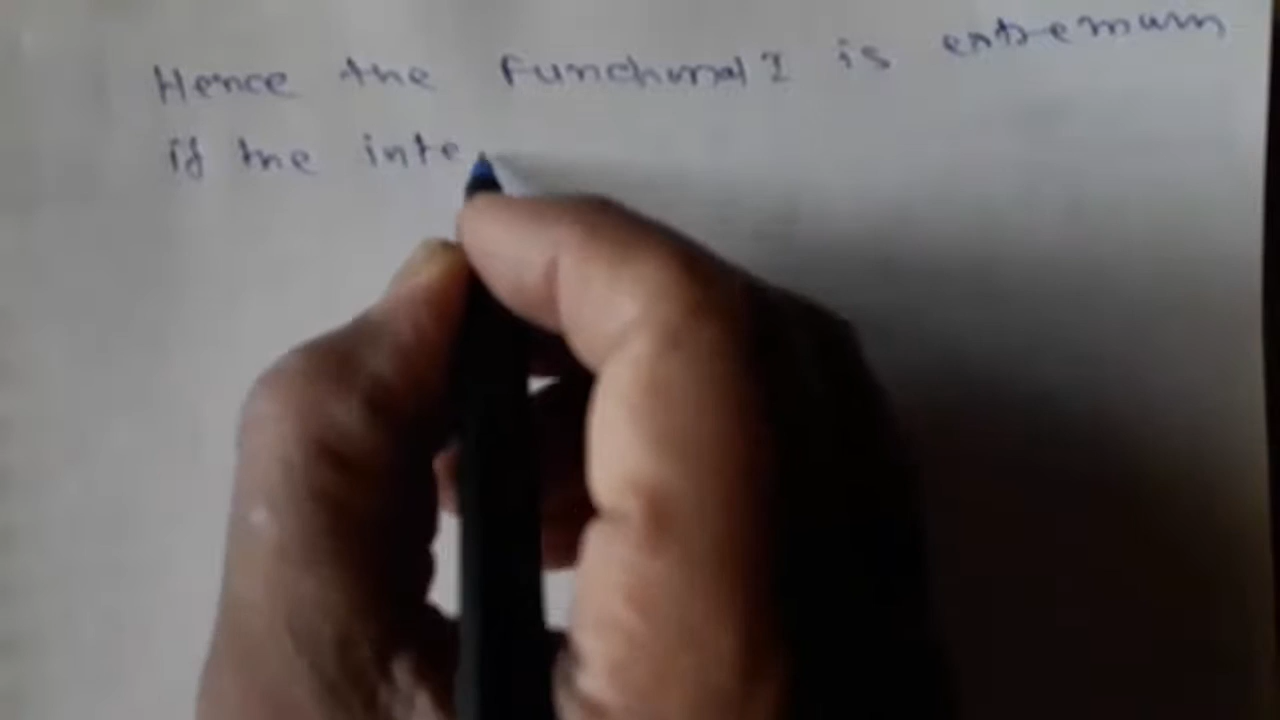 Hence the Functional I is extremum
if the inte